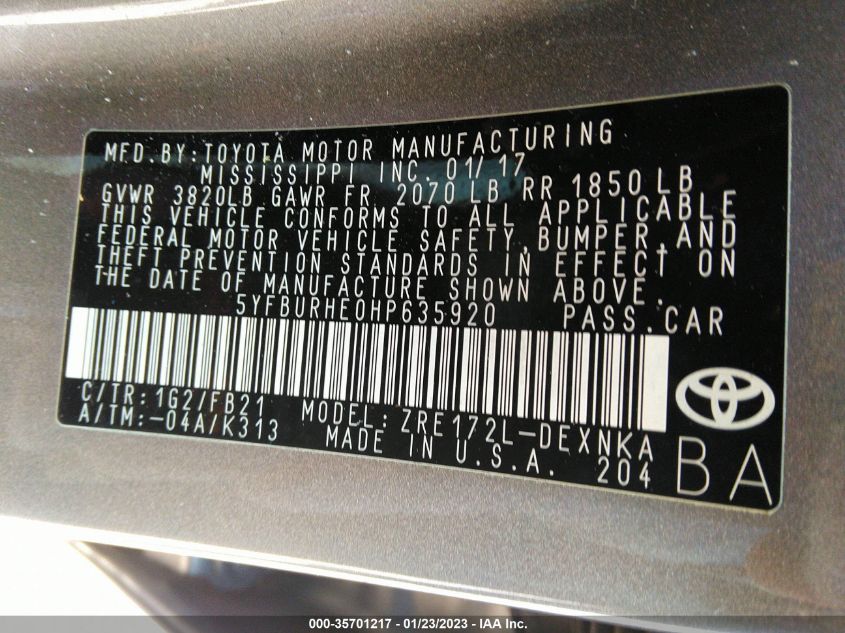 MFD.BY:TOYOTA MOTOR MANUFACTURING
MISSISSIPPI INC. 01/17
GVWR 3820LB GAWR FR 2070 LB RR 1850 LB
THIS VEHICLE CONFORMS TO ALL APPLICABLE
FEDERAL MOTOR VEHICLE SAFETY,BUMPER,AND
THEFT PREVENTION STANDARDS IN EFFECT ON
THE DATE OF MANUFACTURE SHOWN ABOVE.
5YFBURHE0HP635920 PASS.CAR
C/TR:1G2/FB21 MODEL:ZRE172L-DEXNKA
A/TM:-04A/K313 MADE IN U.S.A. 204
BA
000-35701217 - 01/23/2023 - IAA Inc.